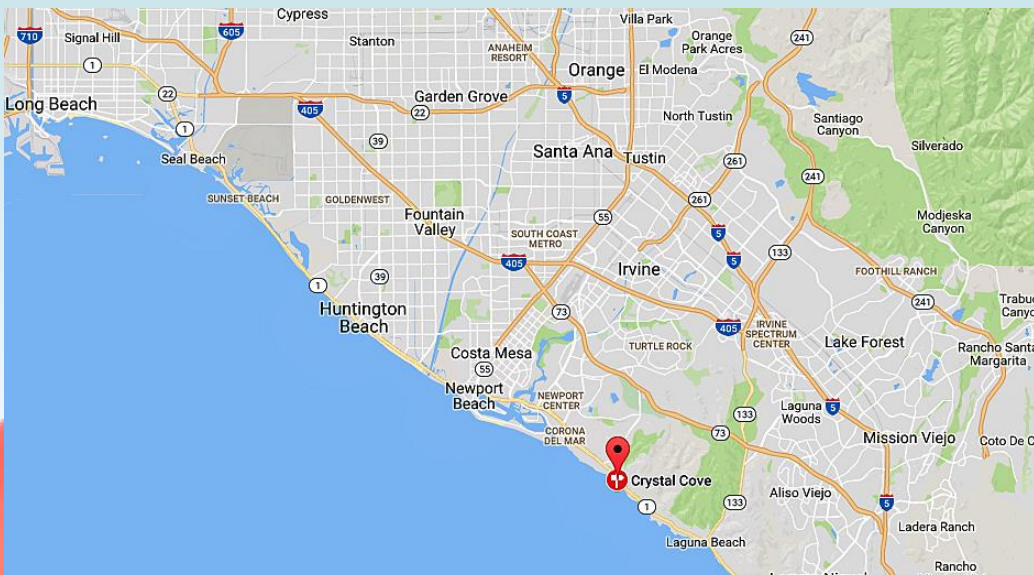 Cypress
Villa Park
710
Signal Hill
605
Stanton
ANAHEIM
RESORT
Orange
Park Acres
241
1
Orange
El Modena
Long Beach
22
405
Garden Grove
22
5
North Tustin
Santiago
Canyon
1
39
Silverado
Seal Beach
Santa Ana
Tustin
261
241
SUNSET BEACH
GOLDENWEST
261
Fountain
Valley
55
Modjeska
Canyon
SOUTH COAST
METRO
5
133
405
5
Irvine
FOOTHILL RANCH
39
1
241
Huntington
Beach
73
405
IRVINE
SPECTRUM
CENTER
Lake Forest
TURTLE ROCK
Rancho Santa
Margarita
Costa Mesa
55
Newport
Beach
NEWPORT
CENTER
Laguna
Woods
5
133
CORONA
DEL MAR
73
Mission Viejo
Crystal Cove
Aliso Viejo
133
5
1
Ladera Ranch
Laguna Beach
Rancho